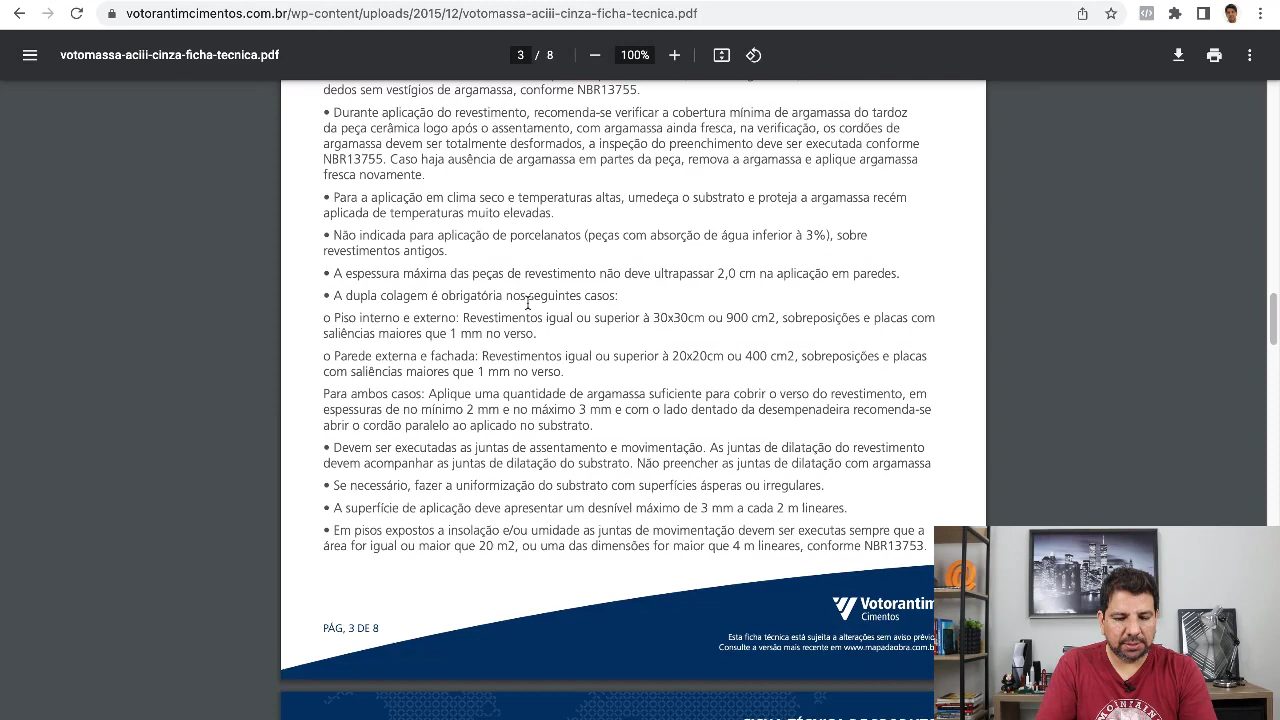 votorantimcimentos.com.br/wp-content/uploads/2015/12/votomassa-aciii-cinza-ficha-tecnica.pdf
votomassa-aciii-cinza-ficha-tecnica.pdf
3 / 8
100%
dedos sem vestígios de argamassa, conforme NBR13755.
• Durante aplicação do revestimento, recomenda-se verificar a cobertura mínima de argamassa do tardoz
da peça cerâmica logo após o assentamento, com argamassa ainda fresca, na verificação, os cordões de
argamassa devem ser totalmente desformados, a inspeção do preenchimento deve ser executada conforme
NBR13755. Caso haja ausência de argamassa em partes da peça, remova a argamassa e aplique argamassa
fresca novamente.
• Para a aplicação em clima seco e temperaturas altas, umedeça o substrato e proteja a argamassa recém
aplicada de temperaturas muito elevadas.
• Não indicada para aplicação de porcelanatos (peças com absorção de água inferior à 3%), sobre
revestimentos antigos.
• A espessura máxima das peças de revestimento não deve ultrapassar 2,0 cm na aplicação em paredes.
• A dupla colagem é obrigatória nos seguintes casos:
o Piso interno e externo: Revestimentos igual ou superior à 30x30cm ou 900 cm2, sobreposições e placas com
saliências maiores que 1 mm no verso.
o Parede externa e fachada: Revestimentos igual ou superior à 20x20cm ou 400 cm2, sobreposições e placas
com saliências maiores que 1 mm no verso.
Para ambos casos: Aplique uma quantidade de argamassa suficiente para cobrir o verso do revestimento, em
espessuras de no mínimo 2 mm e no máximo 3 mm e com o lado dentado da desempenadeira recomenda-se
abrir o cordão paralelo ao aplicado no substrato.
• Devem ser executadas as juntas de assentamento e movimentação. As juntas de dilatação do revestimento
devem acompanhar as juntas de dilatação do substrato. Não preencher as juntas de dilatação com argamassa
• Se necessário, fazer a uniformização do substrato com superfícies ásperas ou irregulares.
• A superfície de aplicação deve apresentar um desnível máximo de 3 mm a cada 2 m lineares.
• Em pisos expostos a insolação e/ou umidade as juntas de movimentação devem ser executas sempre que a
área for igual ou maior que 20 m2, ou uma das dimensões for maior que 4 m lineares, conforme NBR13753.
Votorantim
Cimentos
PÁG, 3 DE 8
Esta ficha técnica está sujeita a alterações sem aviso prévio
Consulte a versão mais recente em www.mapadaobra.com.b